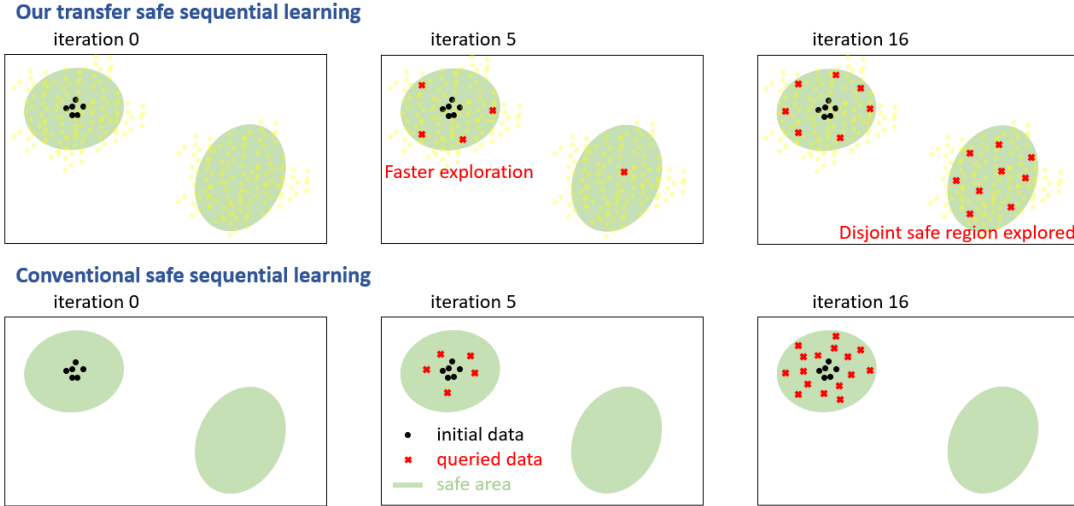 Our transfer safe sequential learning
iteration 0
iteration 5
iteration 16
Faster exploration
Disjoint safe region explored
Conventional safe sequential learning
iteration 0
iteration 5
iteration 16
initial data
queried data
safe area